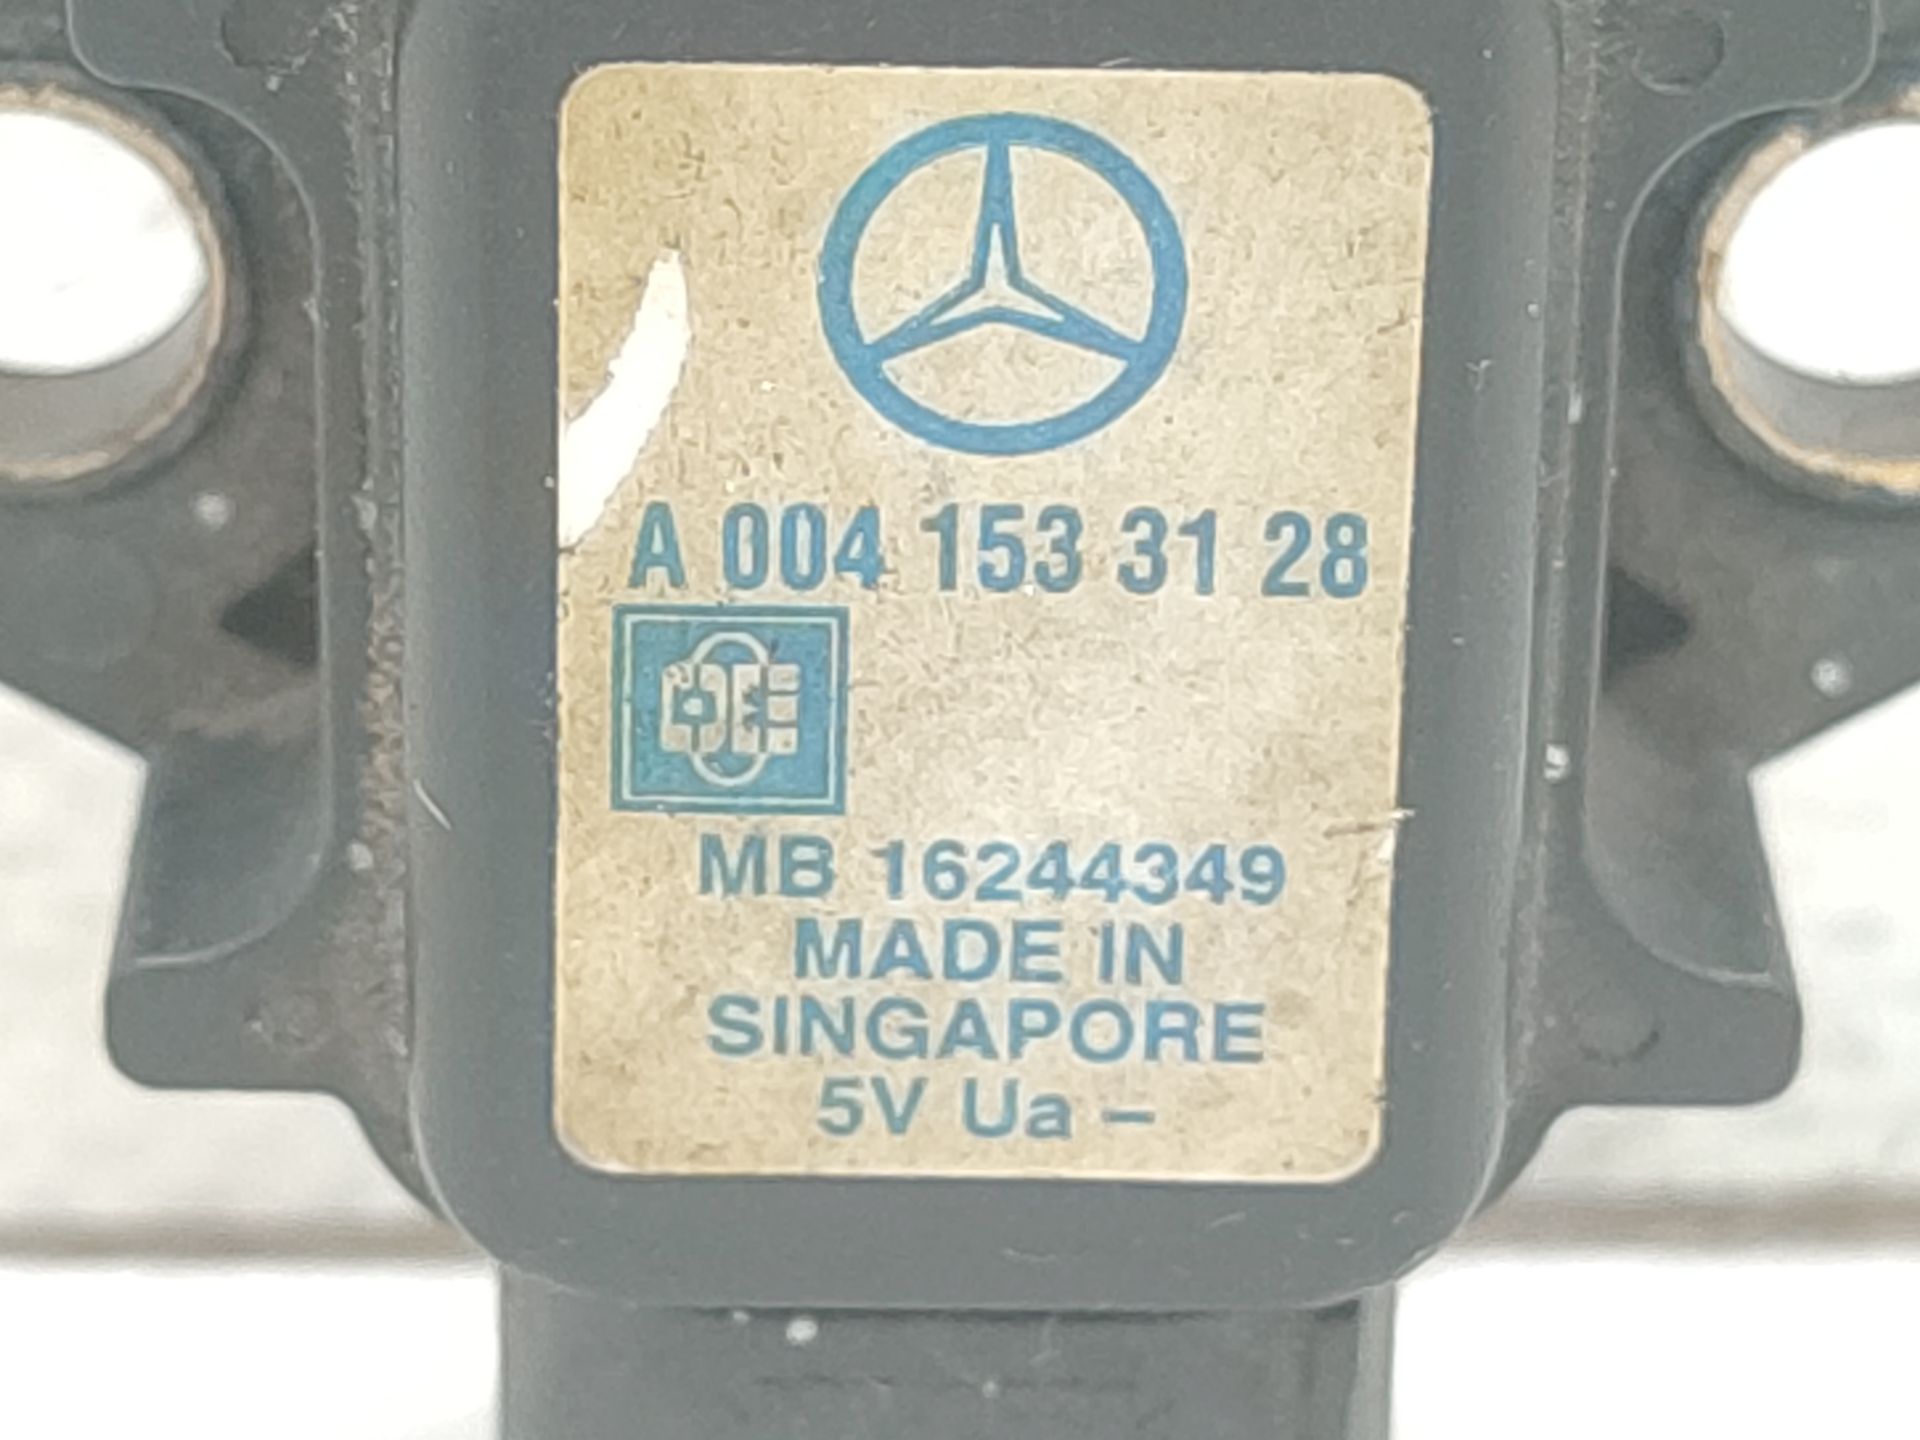 A 004 153 31 28
MB 16244349
MADE IN
SINGAPORE
5V Ua –